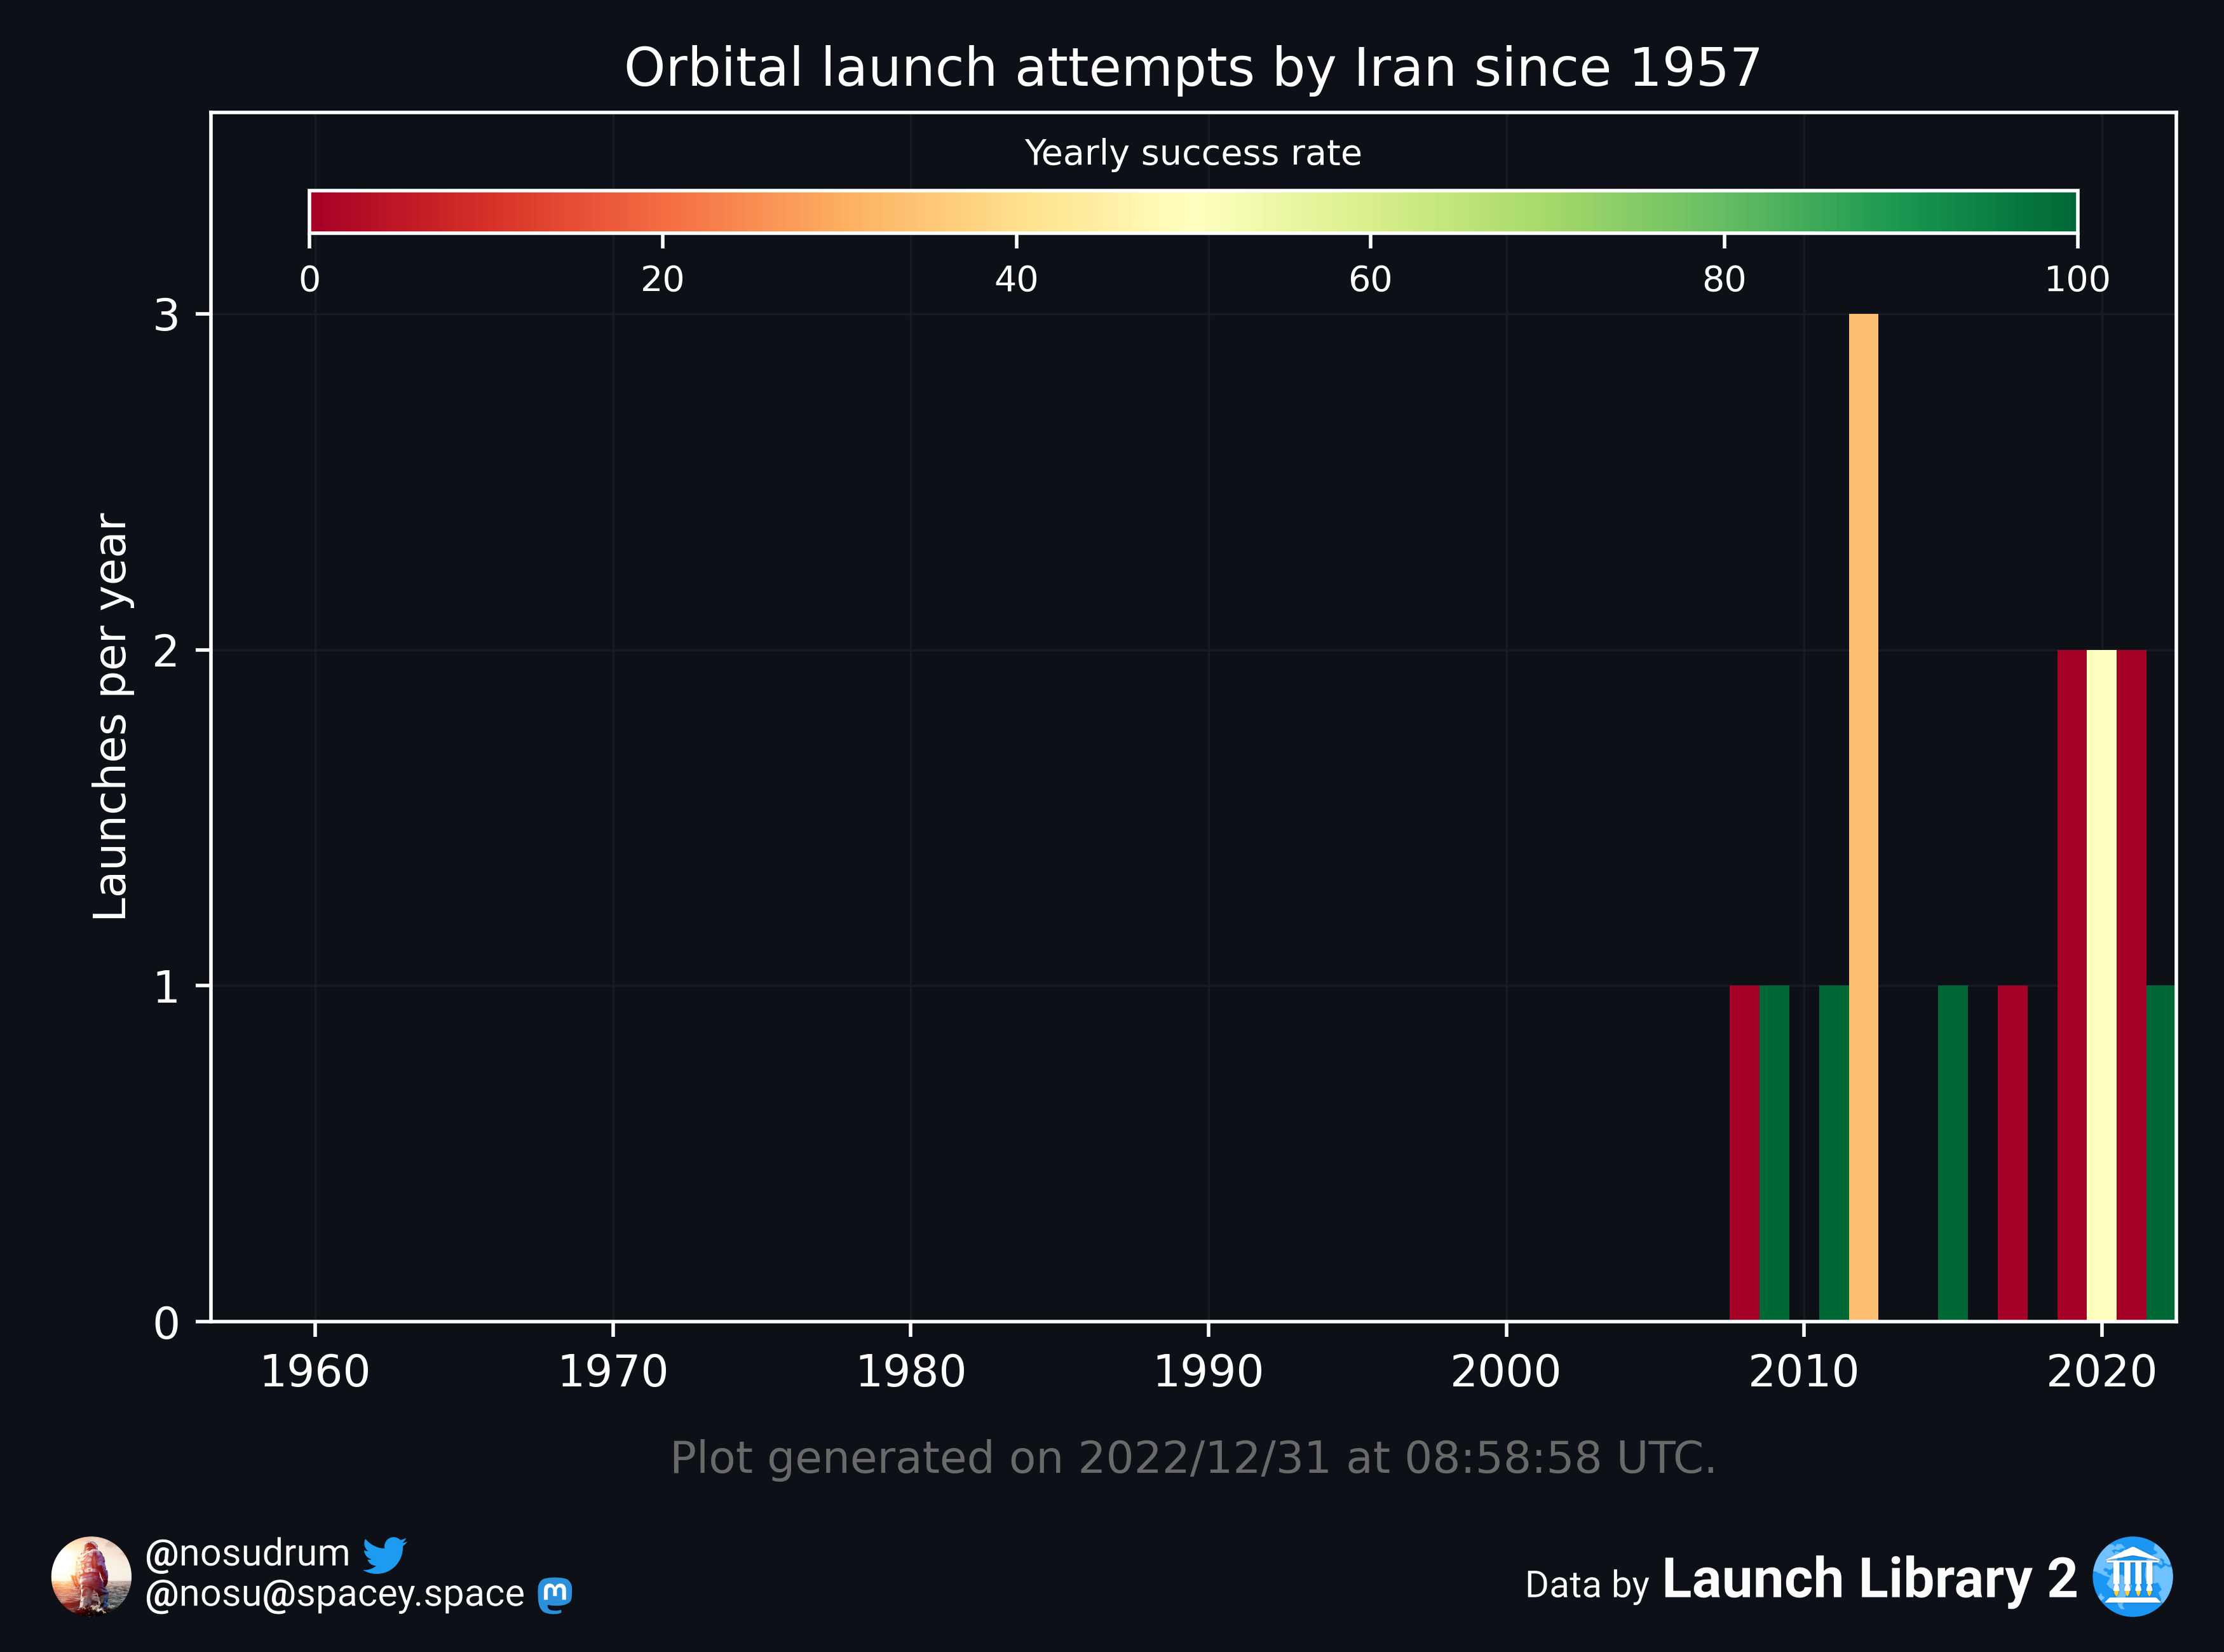 Orbital launch attempts by Iran since 1957
Yearly success rate
0 20 40 60 80 100
3
2
1
0
Launches per year
1960 1970 1980 1990 2000 2010 2020
Plot generated on 2022/12/31 at 08:58:58 UTC.
@nosudrum
@nosu@spacey.space
Data by Launch Library 2